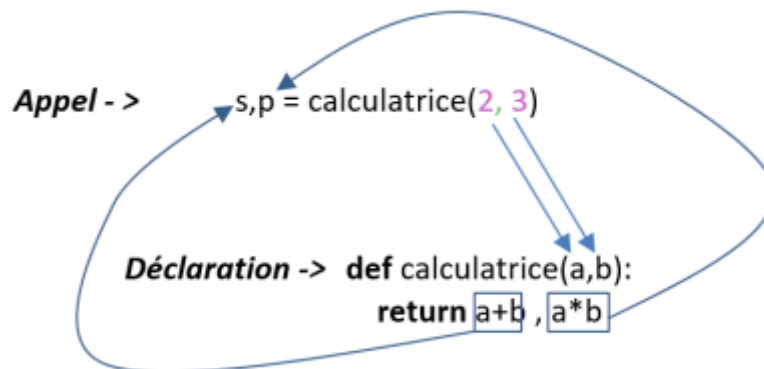 Appel - > s,p = calculatrice(2, 3)
Déclaration -> def calculatrice(a,b):
return a+b , a*b